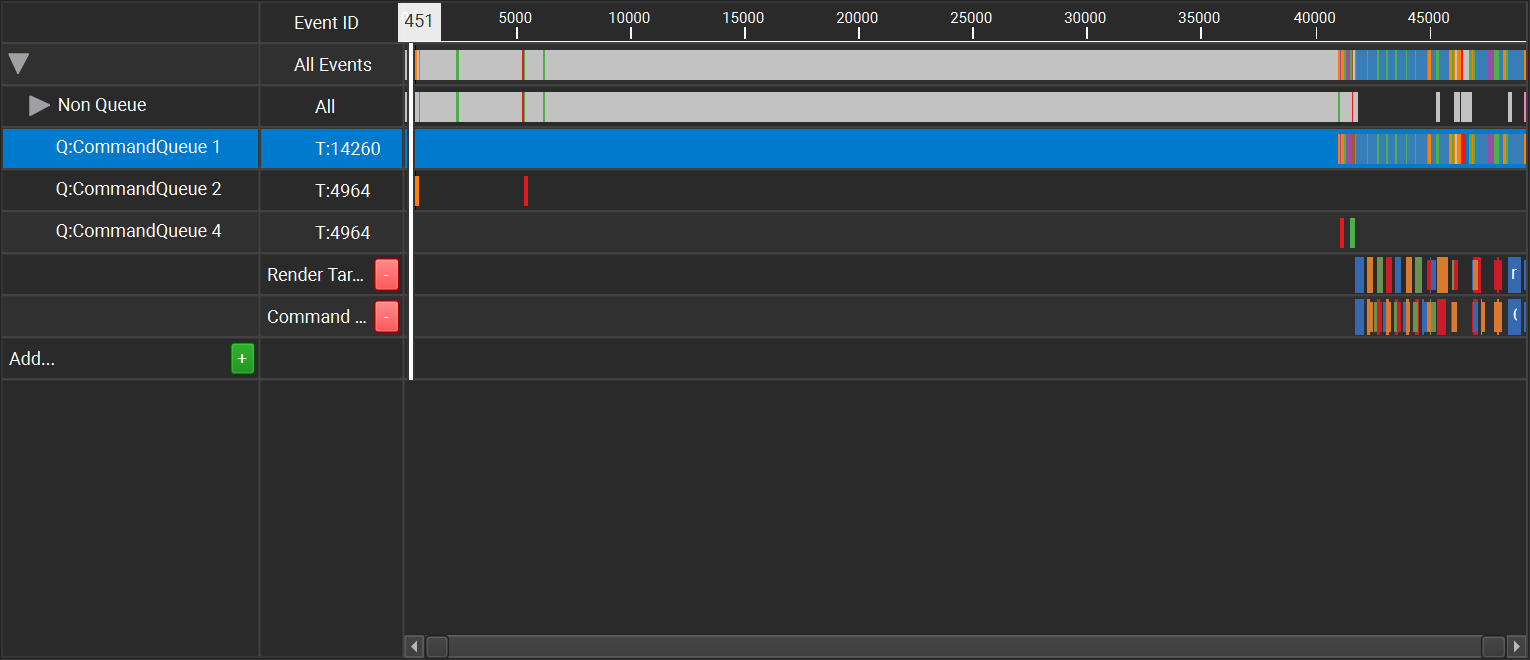 Event ID 451 5000 10000 15000 20000 25000 30000 35000 40000 45000
All Events
Non Queue All
Q:CommandQueue 1 T:14260
Q:CommandQueue 2 T:4964
Q:CommandQueue 4 T:4964
Render Tar... - r
Command ... - (
Add... +